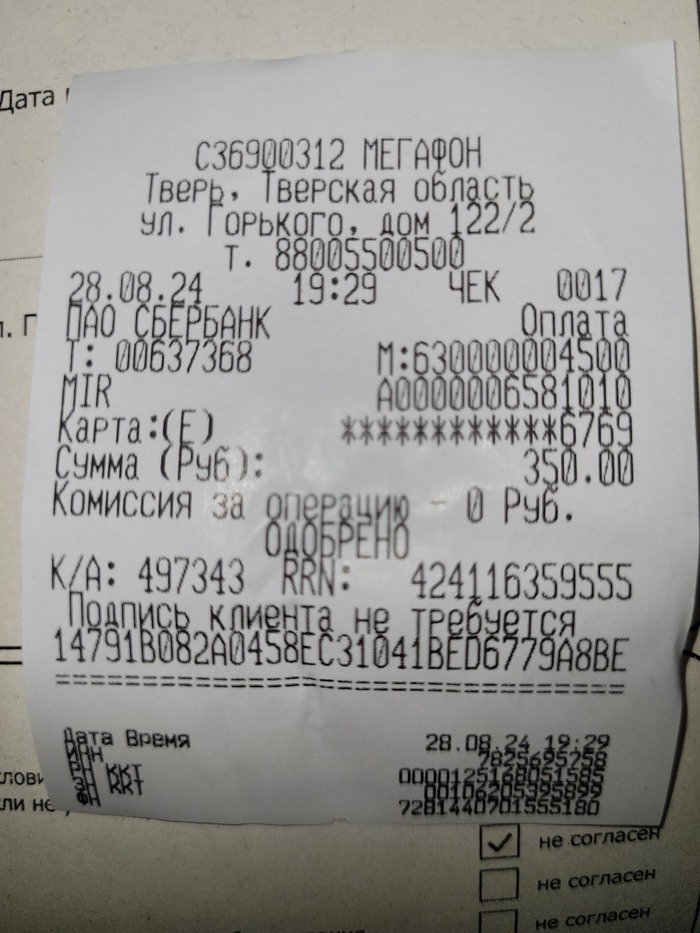 Дата
С36900312 МЕГАФОН
Тверь, Тверская область
ул. Горького, дом 122/2
т. 88005500500
28.08.24 19:29 ЧЕК 0017
ПАО СБЕРБАНК Оплата
Т: 00637368 М:630000004500
MIR A0000006581010
Карта:(E) ************6769
Сумма (Руб): 350.00
Комиссия за операцию - 0 Руб.
ОДОБРЕНО
К/А: 497343 RRN: 424116359555
Подпись клиента не требуется
14791B082A0458EC31041BED6779A8BE
==========================================
Дата Время 28.08.24 19:29
ИНН 7825695758
РН ККТ 0000125168051585
ЗН ККТ 00106205395899
ФН 7281440701555180
ли не
не согласен
не согласен
не согласен